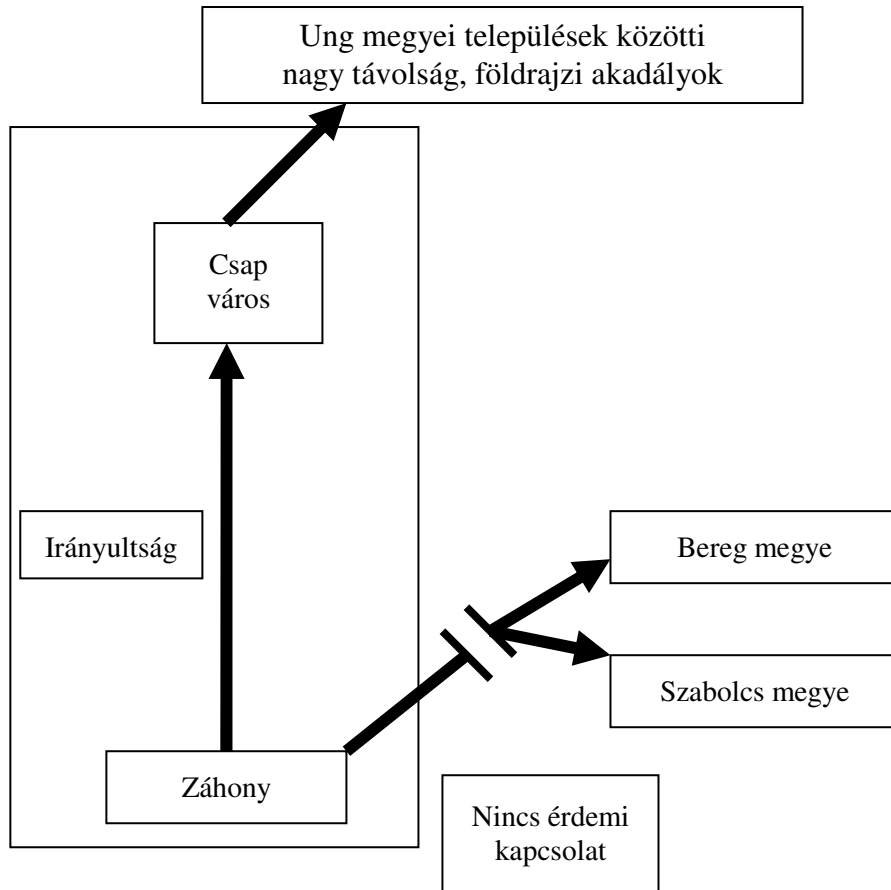 Ung megyei települések közötti
nagy távolság, földrajzi akadályok
Csap
város
Irányultság
Bereg megye
Szabolcs megye
Záhony
Nincs érdemi
kapcsolat